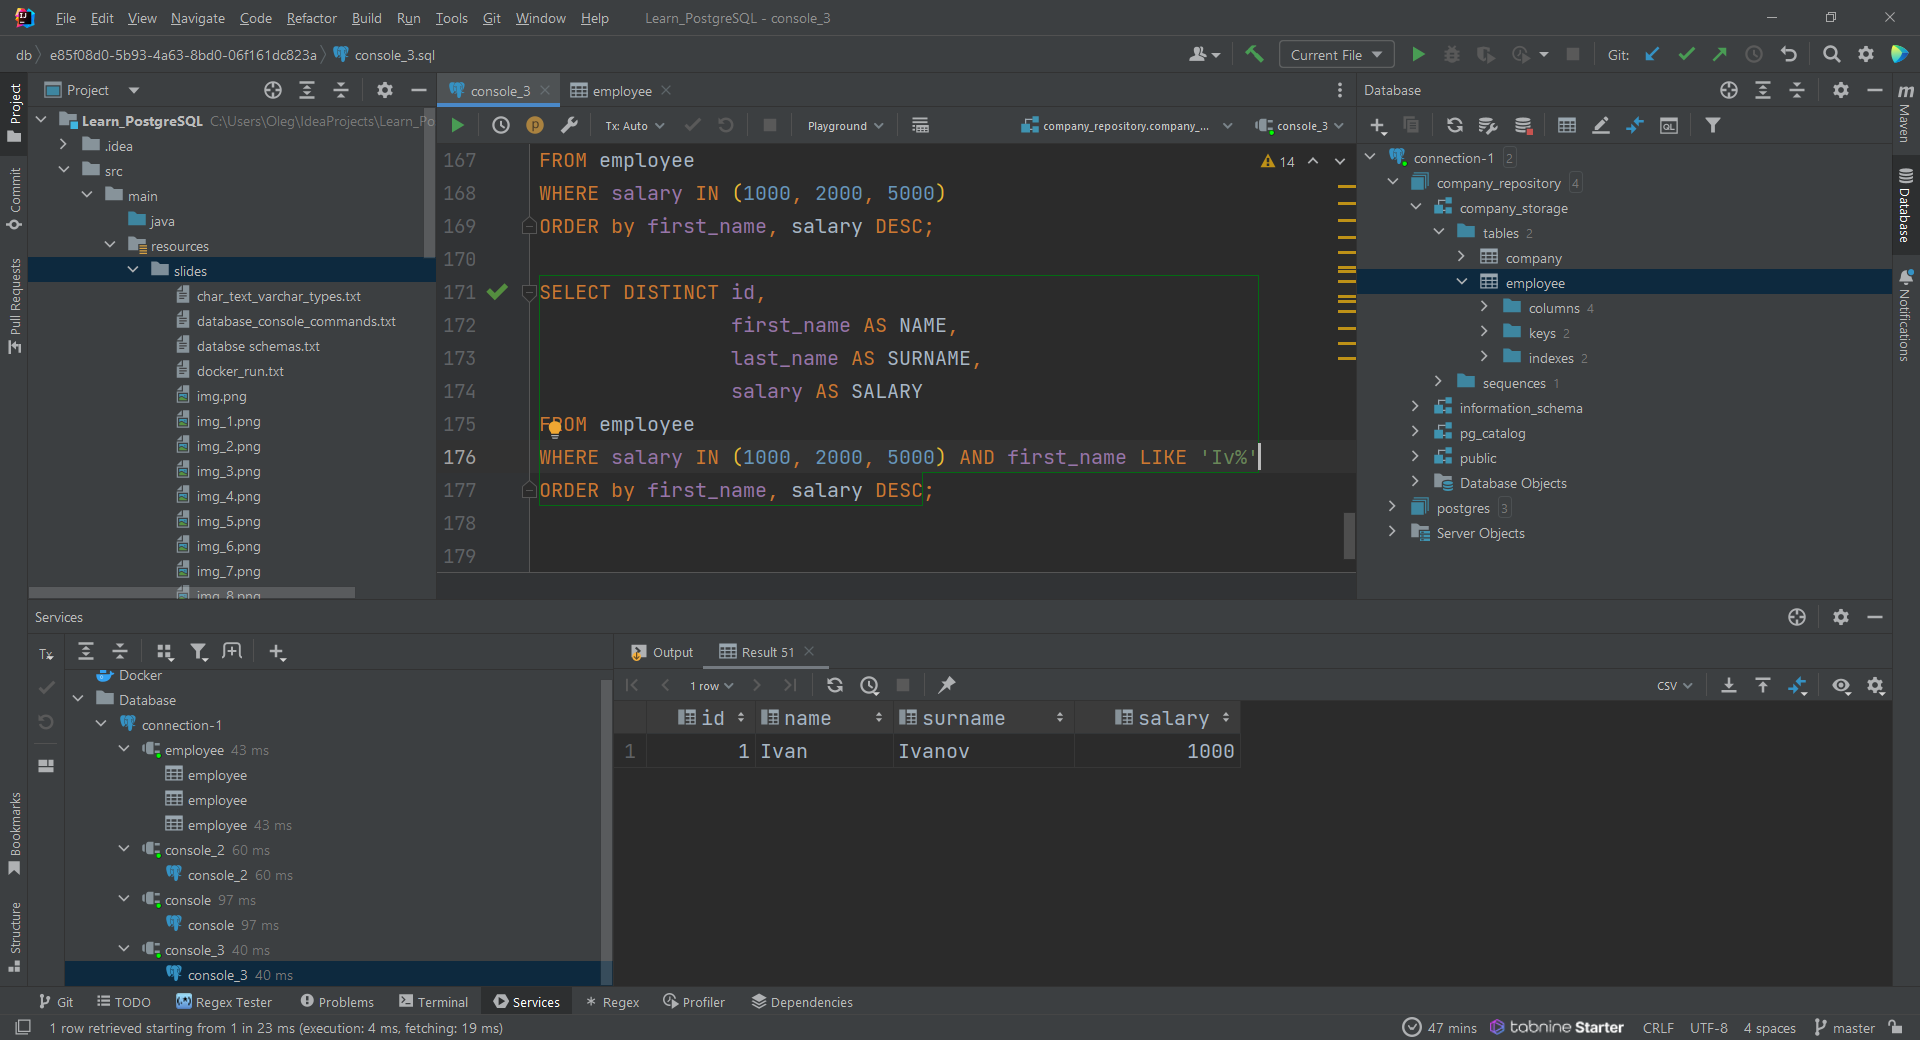 File Edit View Navigate Code Refactor Build Run Tools Git Window Help Learn_PostgreSQL - console_3
db e85f08d0-5b93-4a63-8bd0-06f161dc823a console_3.sql
Current File Git:
Project
console_3 employee
Database
Learn_PostgreSQL C:\Users\Oleg\IdeaProjects\Learn_Po
.idea
src
main
java
resources
slides
char_text_varchar_types.txt
database_console_commands.txt
databse schemas.txt
docker_run.txt
img.png
img_1.png
img_2.png
img_3.png
img_4.png
img_5.png
img_6.png
img_7.png
img_8.png
Project
Commit
Pull Requests
Bookmarks
Structure
Tx: Auto Playground company_repository.company_... console_3
14
167 FROM employee
168 WHERE salary IN (1000, 2000, 5000)
169 ORDER by first_name, salary DESC;
170
171 SELECT DISTINCT id,
172 first_name AS NAME,
173 last_name AS SURNAME,
174 salary AS SALARY
175 FROM employee
176 WHERE salary IN (1000, 2000, 5000) AND first_name LIKE 'Iv%'
177 ORDER by first_name, salary DESC;
178
179
connection-1 2
company_repository 4
company_storage
tables 2
company
employee
columns 4
keys 2
indexes 2
sequences 1
information_schema
pg_catalog
public
Database Objects
postgres 3
Server Objects
Maven
Database
Notifications
Services
Tx
Docker
Database
connection-1
employee 43 ms
employee
employee
employee 43 ms
console_2 60 ms
console_2 60 ms
console 97 ms
console 97 ms
console_3 40 ms
console_3 40 ms
Output Result 51
1 row CSV
id name surname salary
1 1 Ivan Ivanov 1000
Git TODO Regex Tester Problems Terminal Services Regex Profiler Dependencies
1 row retrieved starting from 1 in 23 ms (execution: 4 ms, fetching: 19 ms)
47 mins tabnine Starter CRLF UTF-8 4 spaces master